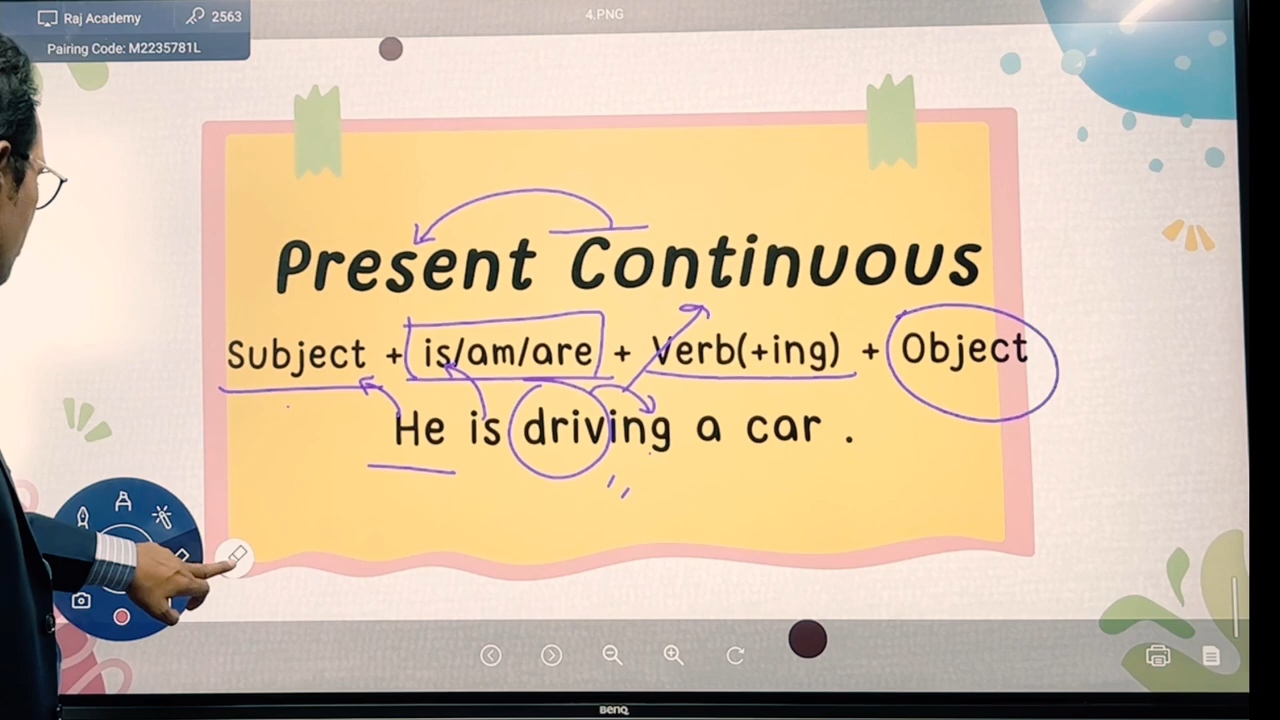 Raj Academy 2563
Pairing Code: M2235781L
4.PNG
Present Continuous
Subject + is/am/are + Verb(+ing) + Object
He is driving a car .
BenQ